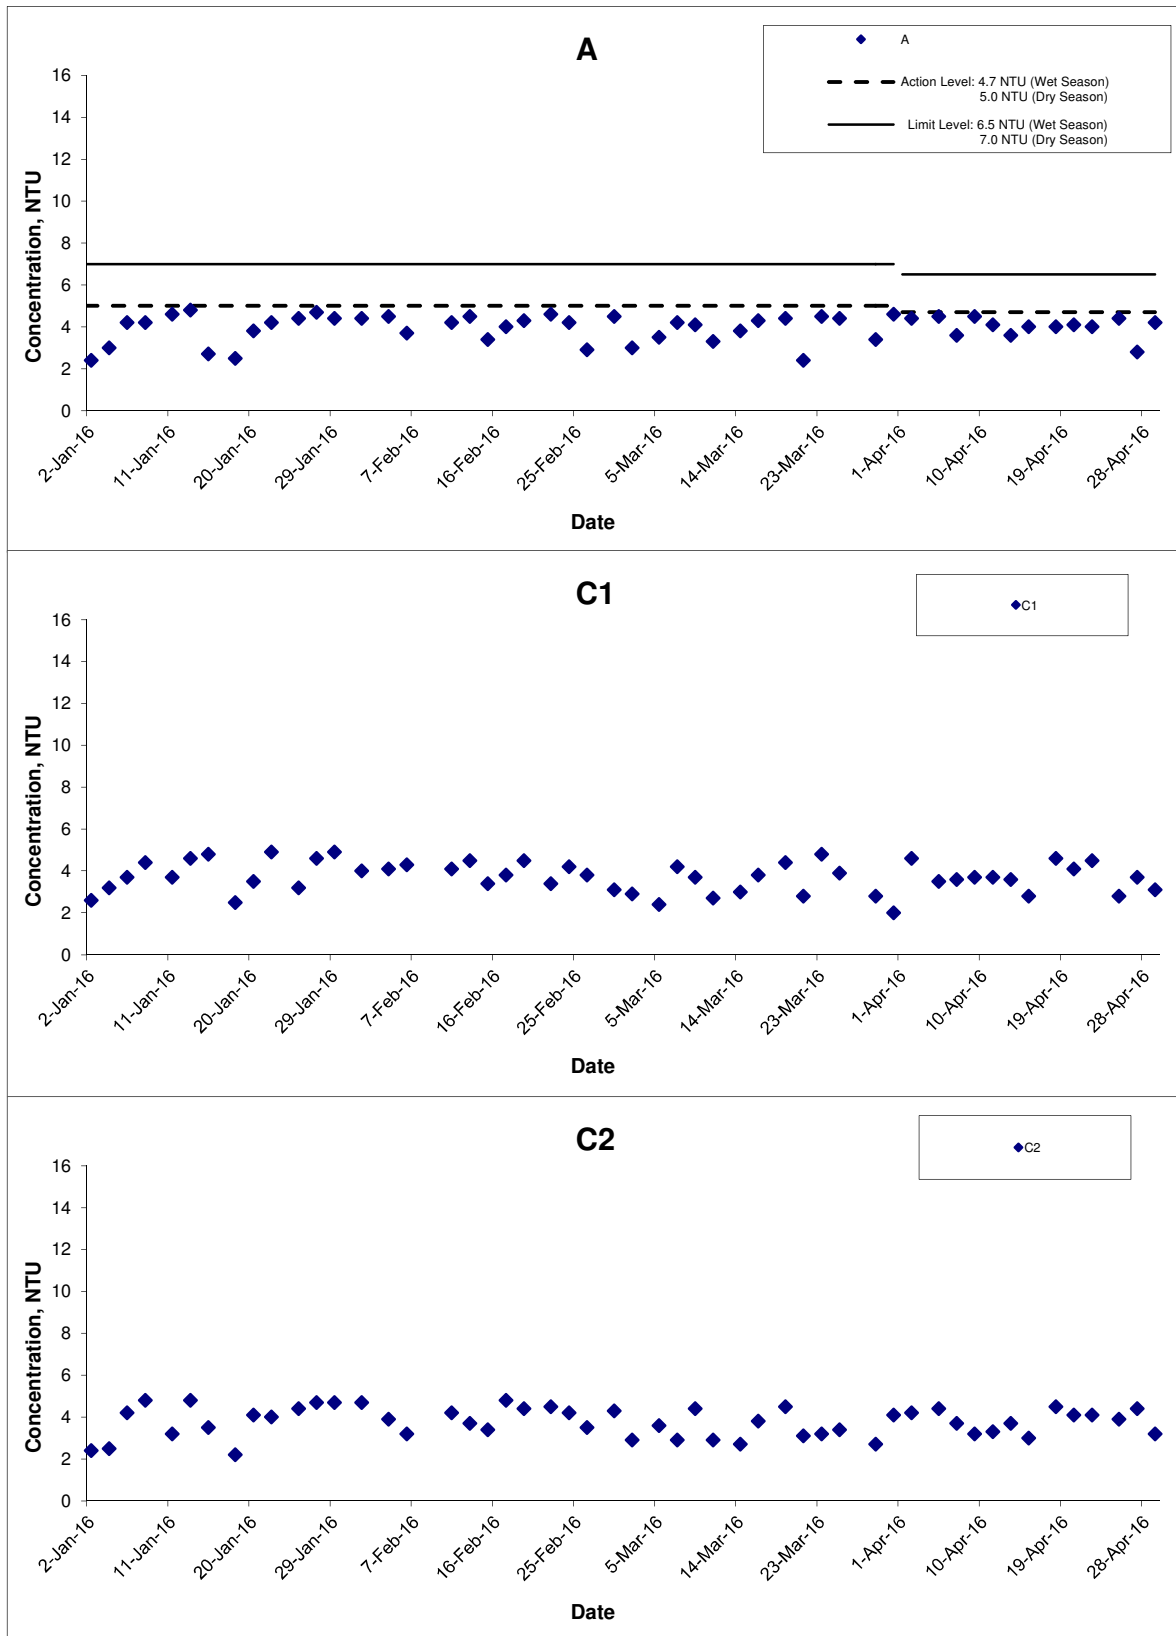 A
A
Action Level: 4.7 NTU (Wet Season)
5.0 NTU (Dry Season)
Limit Level: 6.5 NTU (Wet Season)
7.0 NTU (Dry Season)
Concentration, NTU
16
14
12
10
8
6
4
2
0
2-Jan-16
11-Jan-16
20-Jan-16
29-Jan-16
7-Feb-16
16-Feb-16
25-Feb-16
5-Mar-16
14-Mar-16
23-Mar-16
1-Apr-16
10-Apr-16
19-Apr-16
28-Apr-16
Date
C1
C1
Concentration, NTU
16
14
12
10
8
6
4
2
0
2-Jan-16
11-Jan-16
20-Jan-16
29-Jan-16
7-Feb-16
16-Feb-16
25-Feb-16
5-Mar-16
14-Mar-16
23-Mar-16
1-Apr-16
10-Apr-16
19-Apr-16
28-Apr-16
Date
C2
C2
Concentration, NTU
16
14
12
10
8
6
4
2
0
2-Jan-16
11-Jan-16
20-Jan-16
29-Jan-16
7-Feb-16
16-Feb-16
25-Feb-16
5-Mar-16
14-Mar-16
23-Mar-16
1-Apr-16
10-Apr-16
19-Apr-16
28-Apr-16
Date